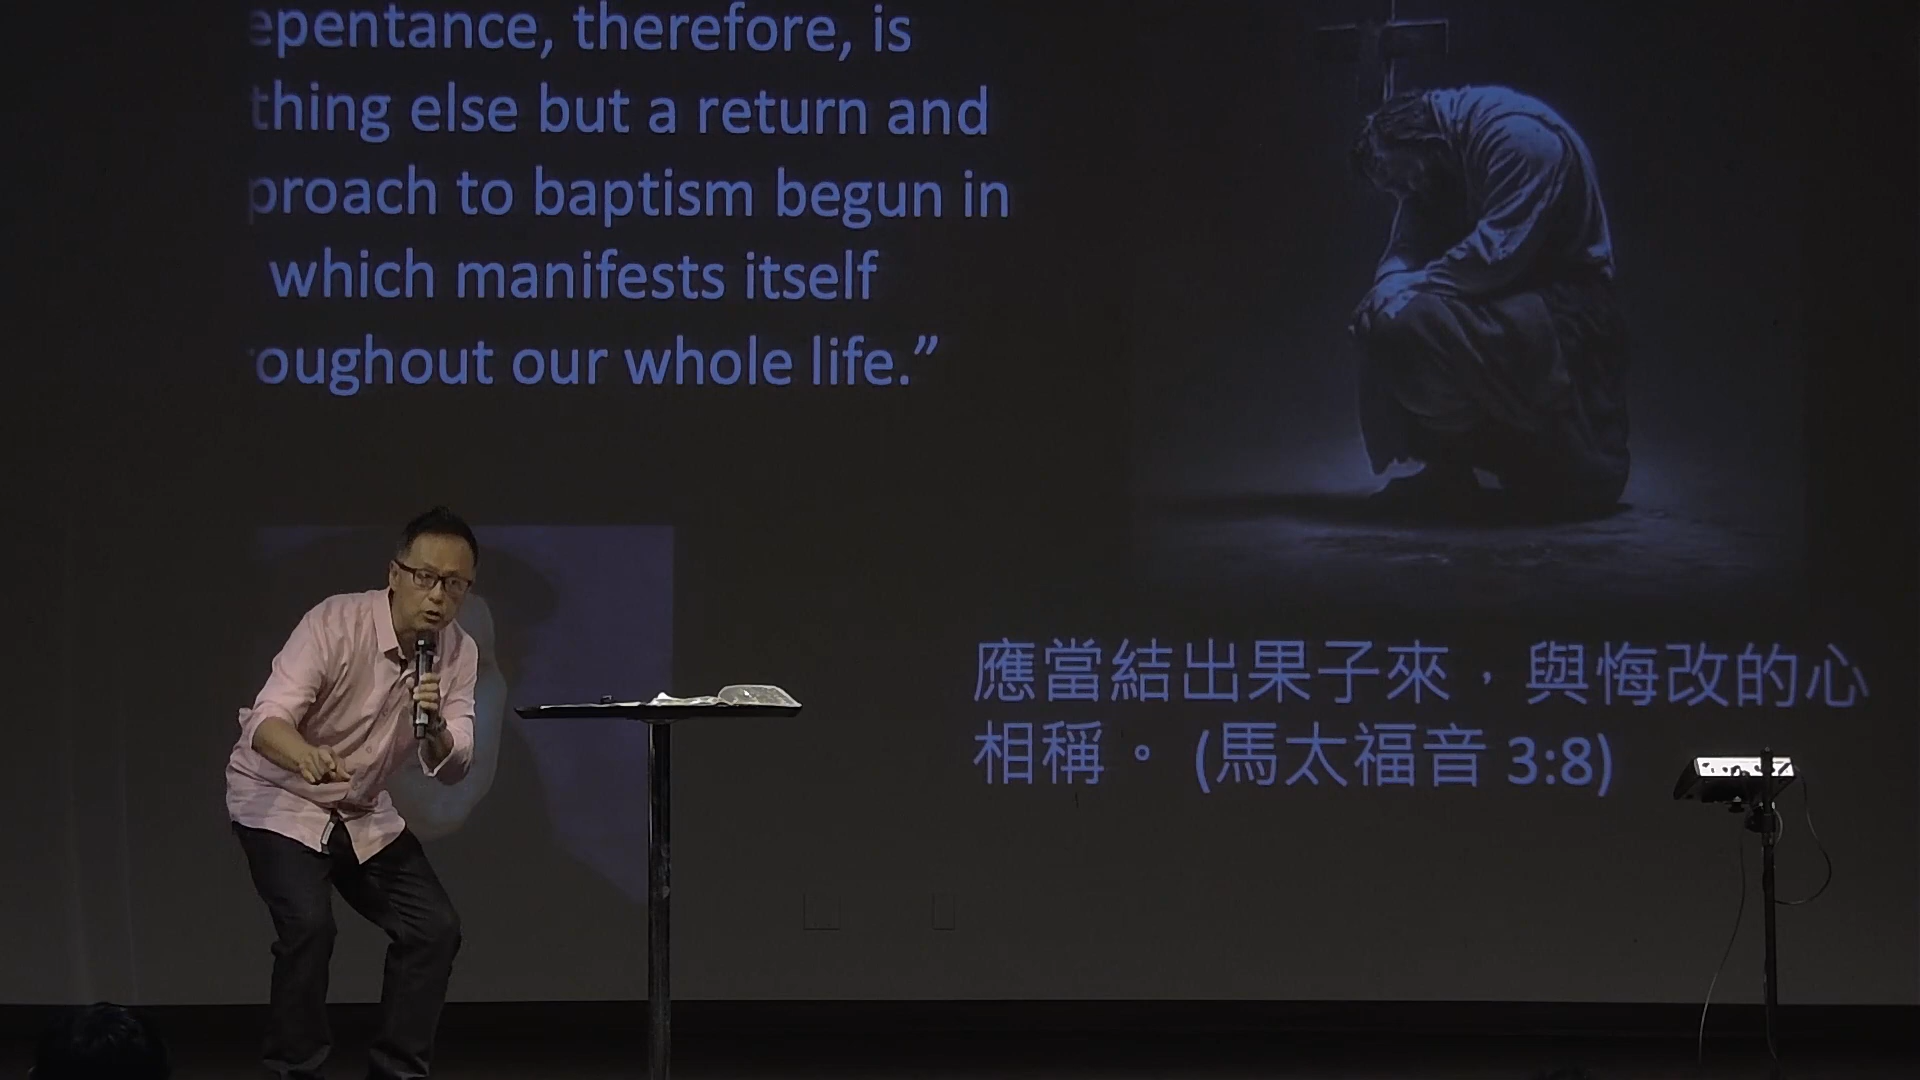 epentance, therefore, is
thing else but a return and
proach to baptism begun in
which manifests itself
roughout our whole life.”
應當結出果子來，與悔改的心
相稱。 (馬太福音 3:8)